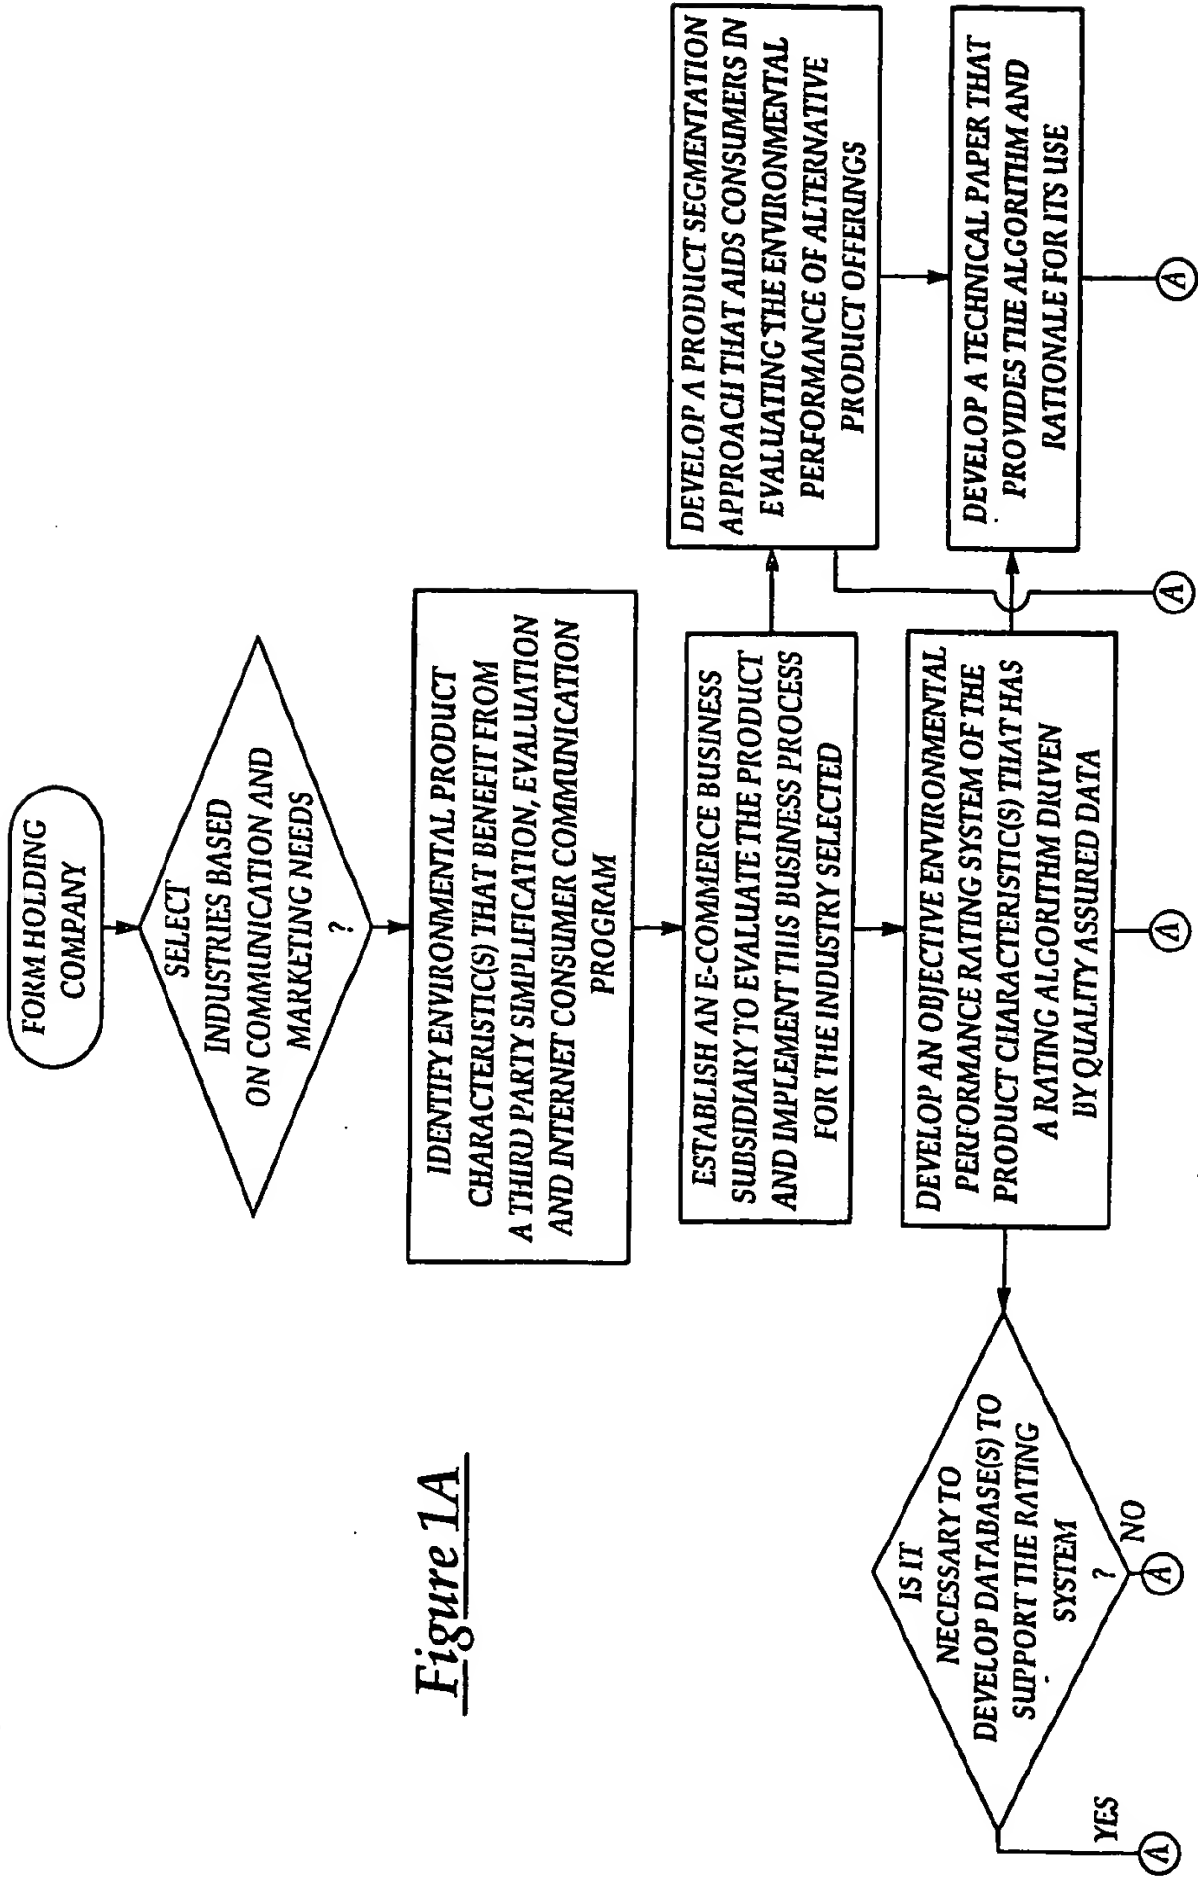 FORM HOLDING
COMPANY
SELECT
INDUSTRIES BASED
ON COMMUNICATION AND
MARKETING NEEDS
?
IDENTIFY ENVIRONMENTAL PRODUCT
CHARACTERISTIC(S) THAT BENEFIT FROM
A THIRD PARTY SIMPLIFICATION, EVALUATION
AND INTERNET CONSUMER COMMUNICATION
PROGRAM
ESTABLISH AN E-COMMERCE BUSINESS
SUBSIDIARY TO EVALUATE THE PRODUCT
AND IMPLEMENT THIS BUSINESS PROCESS
FOR THE INDUSTRY SELECTED
DEVELOP A PRODUCT SEGMENTATION
APPROACH THAT AIDS CONSUMERS IN
EVALUATING THE ENVIRONMENTAL
PERFORMANCE OF ALTERNATIVE
PRODUCT OFFERINGS
DEVELOP AN OBJECTIVE ENVIRONMENTAL
PERFORMANCE RATING SYSTEM OF THE
PRODUCT CHARACTERISTIC(S) THAT HAS
A RATING ALGORITHM DRIVEN
BY QUALITY ASSURED DATA
DEVELOP A TECHNICAL PAPER THAT
PROVIDES THE ALGORITHM AND
RATIONALE FOR ITS USE
IS IT
NECESSARY TO
DEVELOP DATABASE(S) TO
SUPPORT THE RATING
SYSTEM
?
YES
NO
A
A
A
A
A
Figure 1A